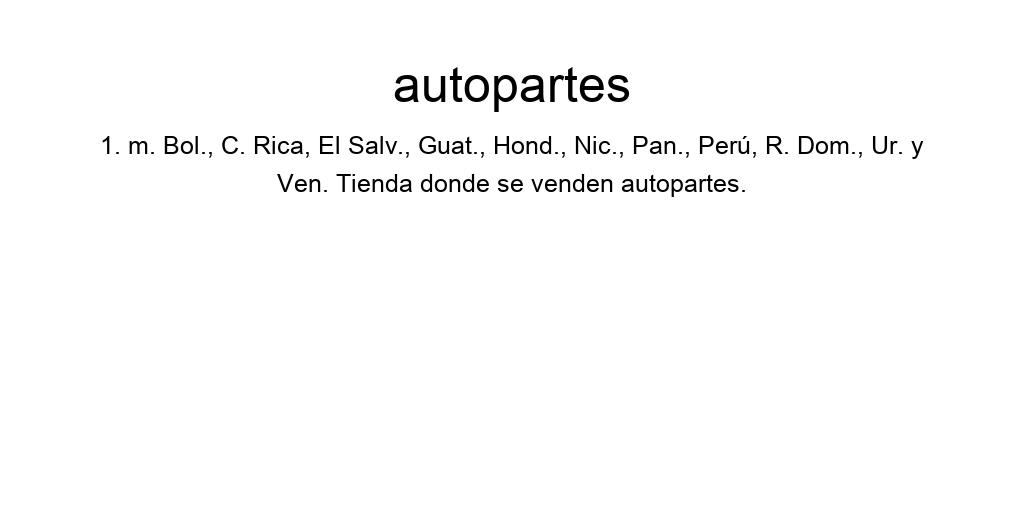 autopartes
1. m. Bol., C. Rica, El Salv., Guat., Hond., Nic., Pan., Perú, R. Dom., Ur. y
Ven. Tienda donde se venden autopartes.